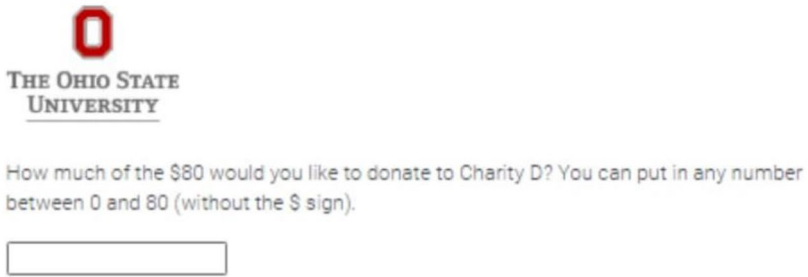 THE OHIO STATE
UNIVERSITY
How much of the $80 would you like to donate to Charity D? You can put in any number
between 0 and 80 (without the $ sign).